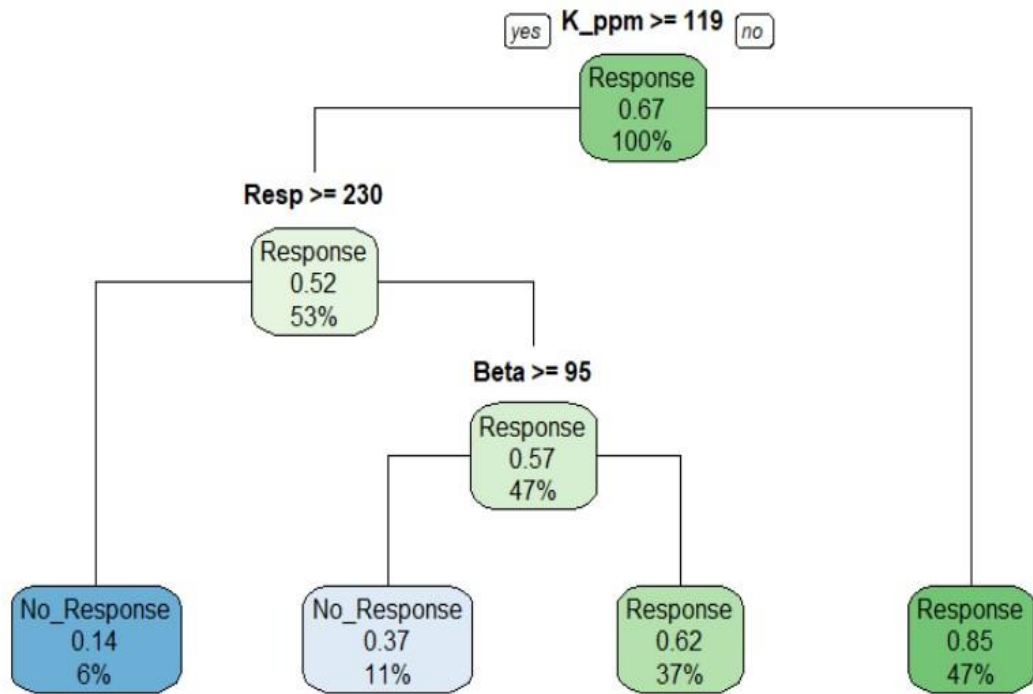 yes K_ppm >= 119 no
Response
0.67
100%
Resp >= 230
Response
0.52
53%
Beta >= 95
Response
0.57
47%
No_Response
0.14
6%
No_Response
0.37
11%
Response
0.62
37%
Response
0.85
47%